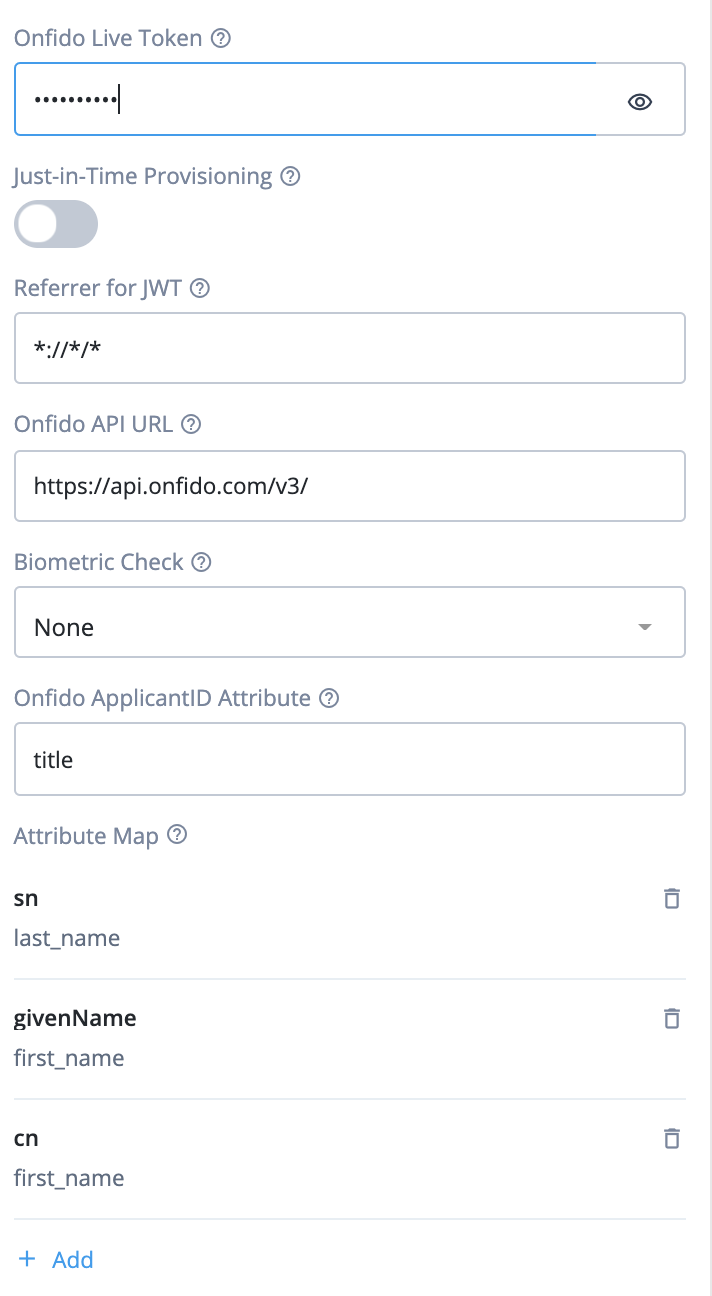 Onfido Live Token
••••••••••
Just-in-Time Provisioning
Referrer for JWT
*://*/*
Onfido API URL
https://api.onfido.com/v3/
Biometric Check
None
Onfido ApplicantID Attribute
title
Attribute Map
sn
last_name
givenName
first_name
cn
first_name
+ Add